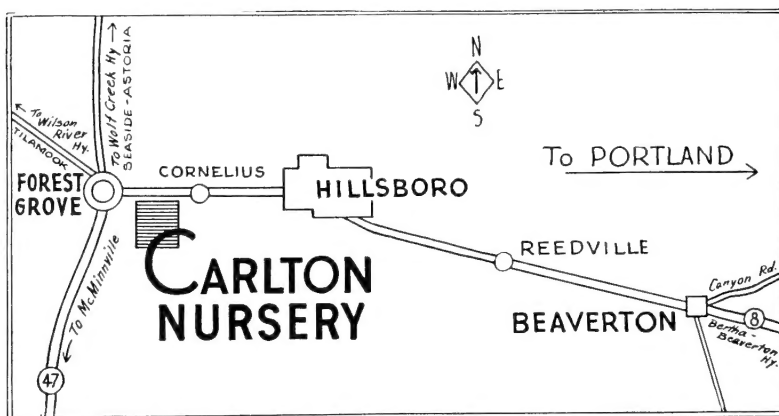 N
W E
S
To Wolf Creek Hy
SEASIDE-ASTORIA
To Wilson
River
Hy.
TILAMOOK
To PORTLAND
CORNELIUS
FOREST
GROVE
HILLSBORO
CARLTON
NURSERY
REEDVILLE
To McMinnville
47
Canyon Rd.
BEAVERTON
8
Bertha-
Beaverton
Hy.